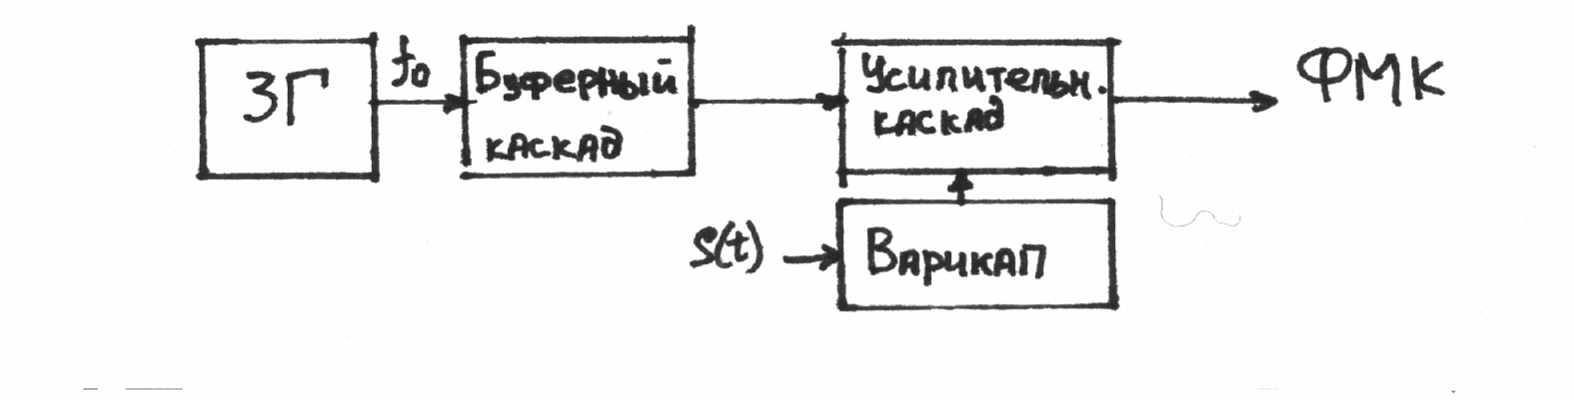 ЗГ
f0
Буферный
каскад
Усилительн.
каскад
ФМК
S(t)
Варикап